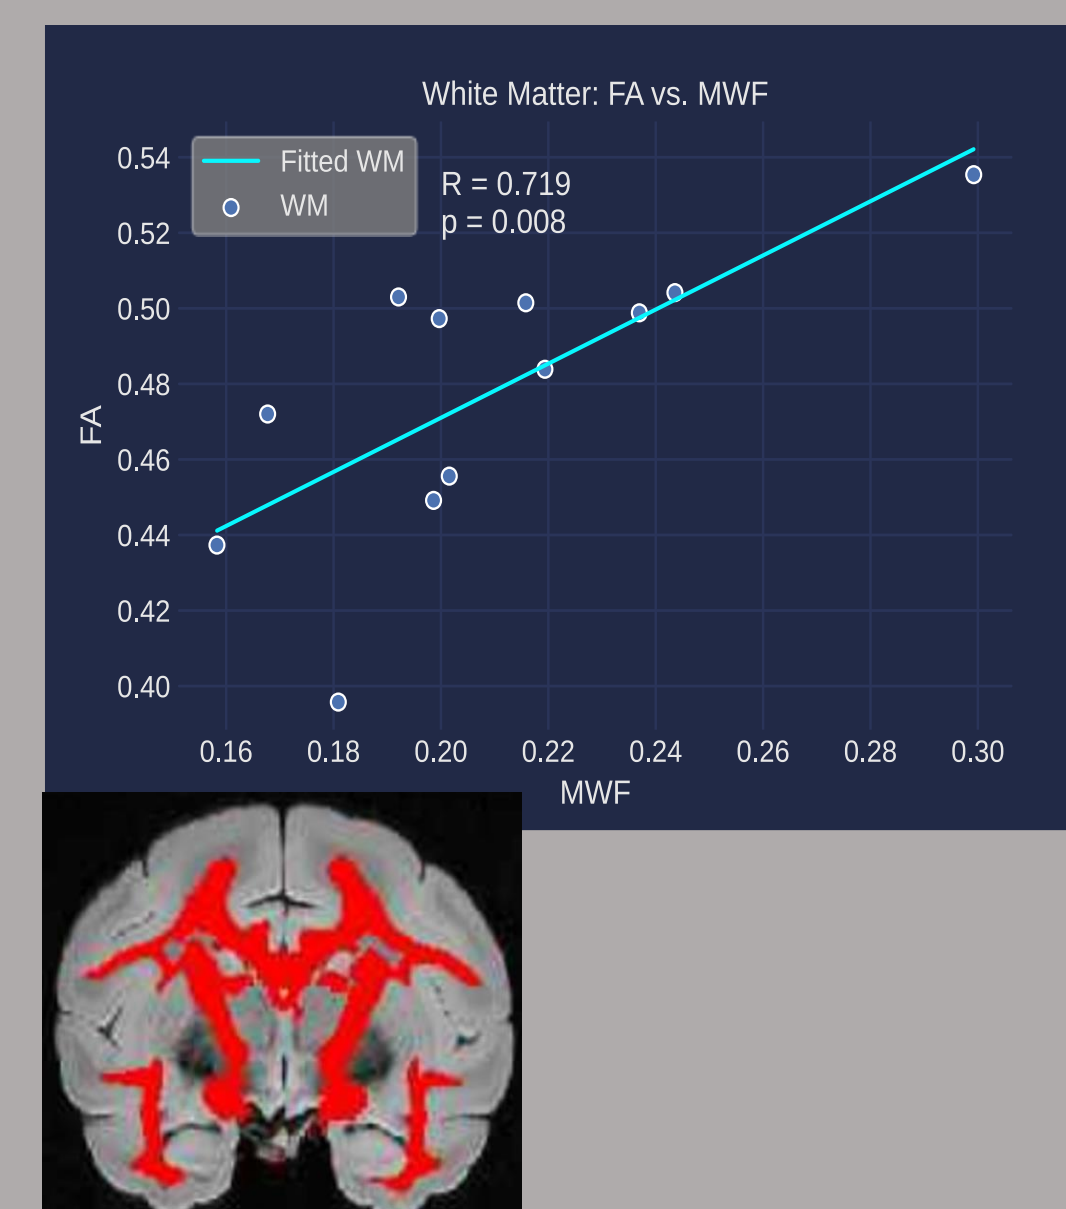 White Matter: FA vs. MWF
Fitted WM
WM
R = 0.719
p = 0.008
0.54
0.52
0.50
0.48
0.46
0.44
0.42
0.40
FA
0.16 0.18 0.20 0.22 0.24 0.26 0.28 0.30
MWF